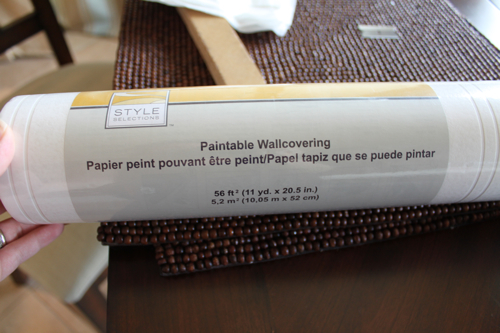 STYLE
SELECTIONS
Paintable Wallcovering
Papier peint pouvant être peint/Papel tapiz que se puede pintar
56 ft² (11 yd. x 20.5 in.)
5,2 m² (10,05 m x 52 cm)